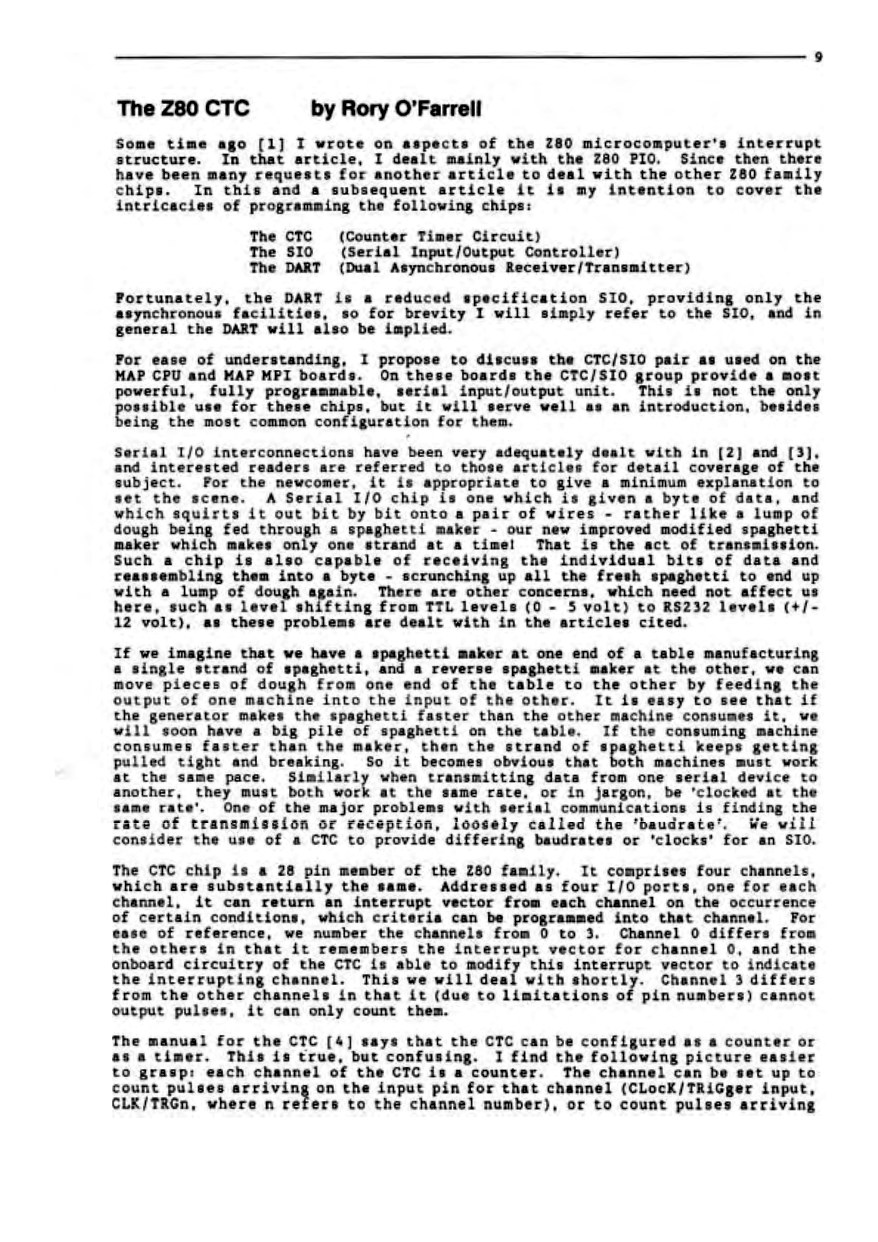 9
The Z80 CTC by Rory O'Farrell
Some time ago [1] I wrote on aspects of the Z80 microcomputer's interrupt
structure. In that article, I dealt mainly with the Z80 PIO. Since then there
have been many requests for another article to deal with the other Z80 family
chips. In this and a subsequent article it is my intention to cover the
intricacies of programming the following chips:
The CTC (Counter Timer Circuit)
The SIO (Serial Input/Output Controller)
The DART (Dual Asynchronous Receiver/Transmitter)
Fortunately, the DART is a reduced specification SIO, providing only the
asynchronous facilities, so for brevity I will simply refer to the SIO, and in
general the DART will also be implied.
For ease of understanding, I propose to discuss the CTC/SIO pair as used on the
MAP CPU and MAP MPI boards. On these boards the CTC/SIO group provide a most
powerful, fully programmable, serial input/output unit. This is not the only
possible use for these chips, but it will serve well as an introduction, besides
being the most common configuration for them.
Serial I/O interconnections have been very adequately dealt with in [2] and [3],
and interested readers are referred to those articles for detail coverage of the
subject. For the newcomer, it is appropriate to give a minimum explanation to
set the scene. A Serial I/O chip is one which is given a byte of data, and
which squirts it out bit by bit onto a pair of wires - rather like a lump of
dough being fed through a spaghetti maker - our new improved modified spaghetti
maker which makes only one strand at a time! That is the act of transmission.
Such a chip is also capable of receiving the individual bits of data and
reassembling them into a byte - scrunching up all the fresh spaghetti to end up
with a lump of dough again. There are other concerns, which need not affect us
here, such as level shifting from TTL levels (0 - 5 volt) to RS232 levels (+/-
12 volt), as these problems are dealt with in the articles cited.
If we imagine that we have a spaghetti maker at one end of a table manufacturing
a single strand of spaghetti, and a reverse spaghetti maker at the other, we can
move pieces of dough from one end of the table to the other by feeding the
output of one machine into the input of the other. It is easy to see that if
the generator makes the spaghetti faster than the other machine consumes it, we
will soon have a big pile of spaghetti on the table. If the consuming machine
consumes faster than the maker, then the strand of spaghetti keeps getting
pulled tight and breaking. So it becomes obvious that both machines must work
at the same pace. Similarly when transmitting data from one serial device to
another, they must both work at the same rate, or in jargon, be 'clocked at the
same rate'. One of the major problems with serial communications is finding the
rate of transmission or reception, loosely called the 'baudrate'. We will
consider the use of a CTC to provide differing baudrates or 'clocks' for an SIO.
The CTC chip is a 28 pin member of the Z80 family. It comprises four channels,
which are substantially the same. Addressed as four I/O ports, one for each
channel, it can return an interrupt vector from each channel on the occurrence
of certain conditions, which criteria can be programmed into that channel. For
ease of reference, we number the channels from 0 to 3. Channel 0 differs from
the others in that it remembers the interrupt vector for channel 0, and the
onboard circuitry of the CTC is able to modify this interrupt vector to indicate
the interrupting channel. This we will deal with shortly. Channel 3 differs
from the other channels in that it (due to limitations of pin numbers) cannot
output pulses, it can only count them.
The manual for the CTC [4] says that the CTC can be configured as a counter or
as a timer. This is true, but confusing. I find the following picture easier
to grasp: each channel of the CTC is a counter. The channel can be set up to
count pulses arriving on the input pin for that channel (CLocK/TRiGger input,
CLK/TRGn, where n refers to the channel number), or to count pulses arriving